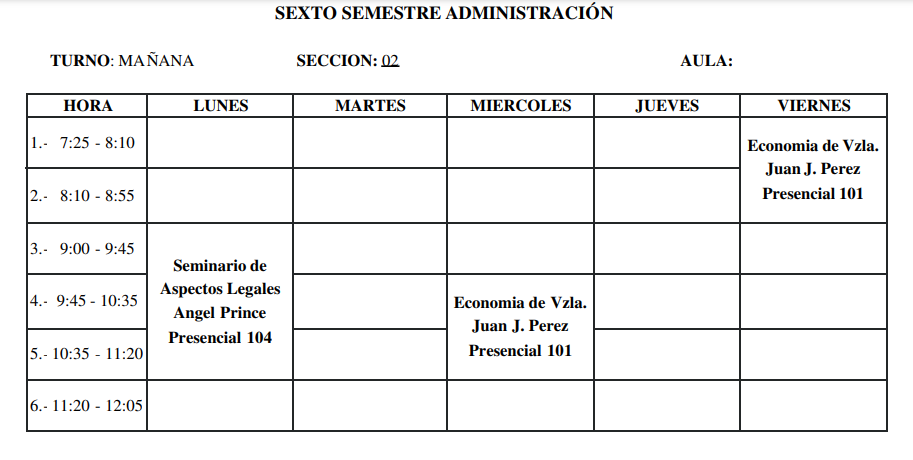 SEXTO SEMESTRE ADMINISTRACIÓN
TURNO: MAÑANA SECCION: 02 AULA:
HORA LUNES MARTES MIERCOLES JUEVES VIERNES
1.- 7:25 - 8:10
Economia de Vzla.
Juan J. Perez
Presencial 101
2.- 8:10 - 8:55
3.- 9:00 - 9:45
Seminario de
Aspectos Legales
Angel Prince
Presencial 104
4.- 9:45 - 10:35
Economia de Vzla.
Juan J. Perez
Presencial 101
5.- 10:35 - 11:20
6.- 11:20 - 12:05